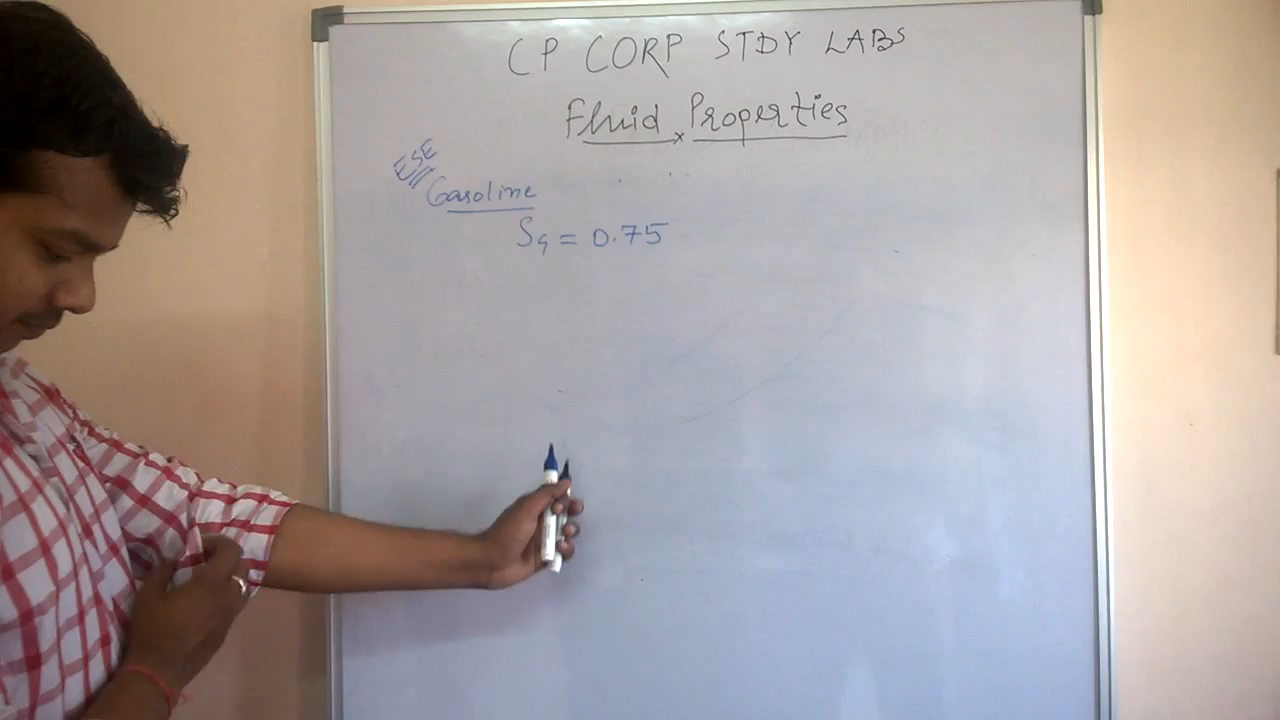 CP CORP STDY LABS
Fluid Properties
ESE
Gasoline
Sg = 0.75